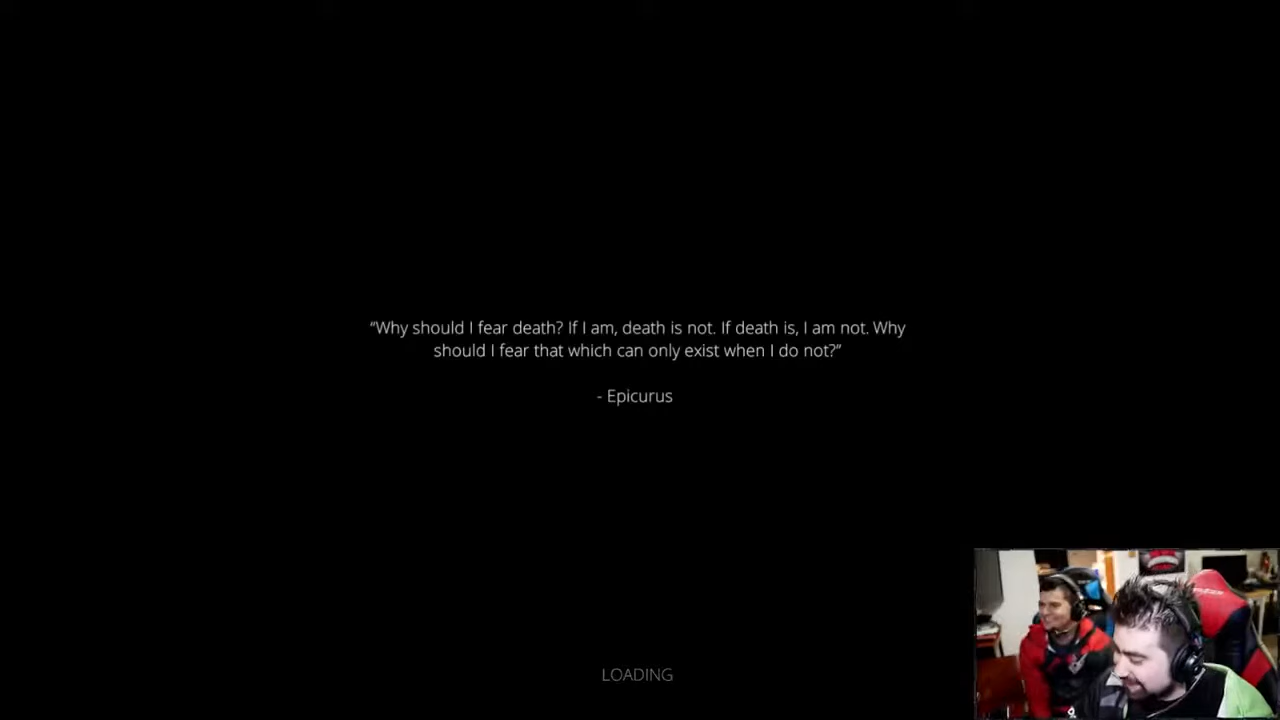 “Why should I fear death? If I am, death is not. If death is, I am not. Why
should I fear that which can only exist when I do not?”
- Epicurus
LOADING